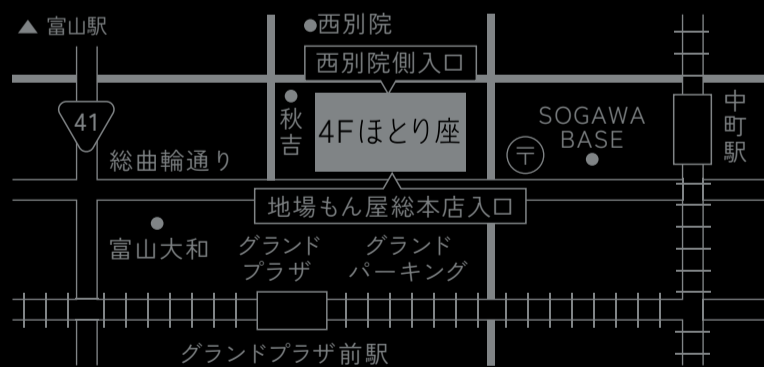 ▲ 富山駅
●西別院
西別院側入口
41
秋吉
4Fほとり座
〒
SOGAWA
BASE
中町駅
総曲輪通り
地場もん屋総本店入口
富山大和
グランド
プラザ
グランド
パーキング
グランドプラザ前駅